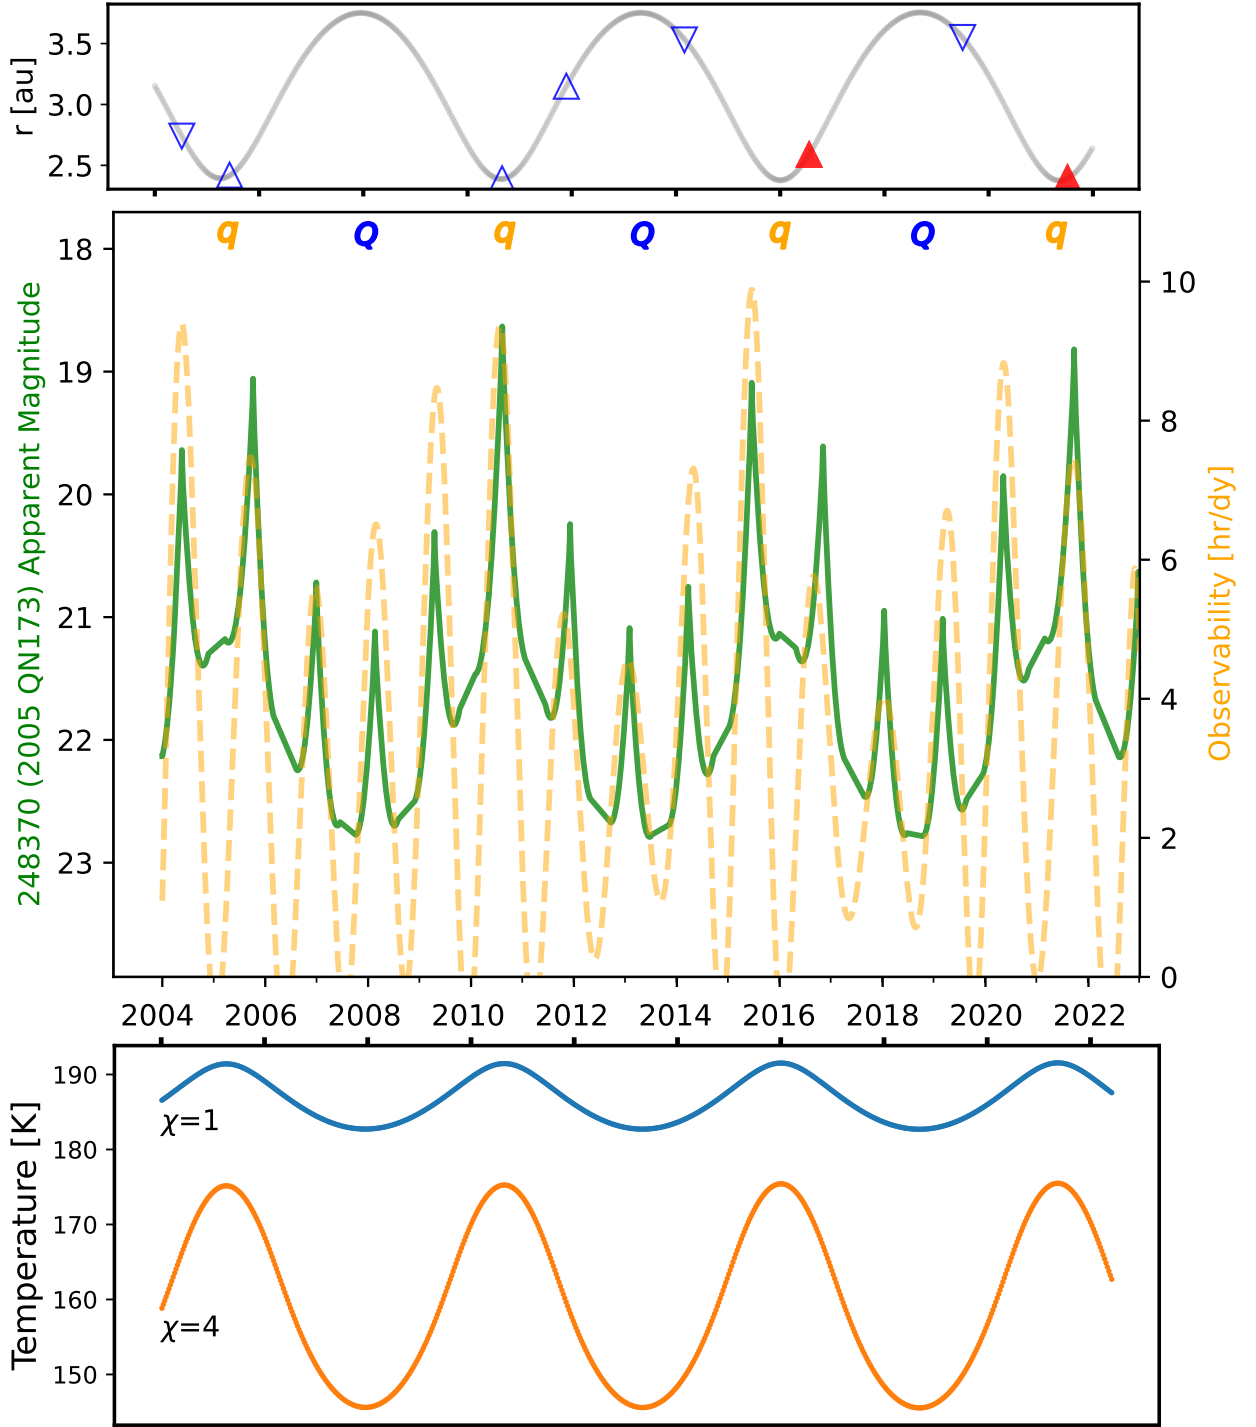 r [au]
3.5
3.0
2.5
q Q q Q q Q q
248370 (2005 QN173) Apparent Magnitude
18
19
20
21
22
23
10
8
6
4
2
0
Observability [hr/dy]
2004 2006 2008 2010 2012 2014 2016 2018 2020 2022
Temperature [K]
190
180
170
160
150
χ=1
χ=4